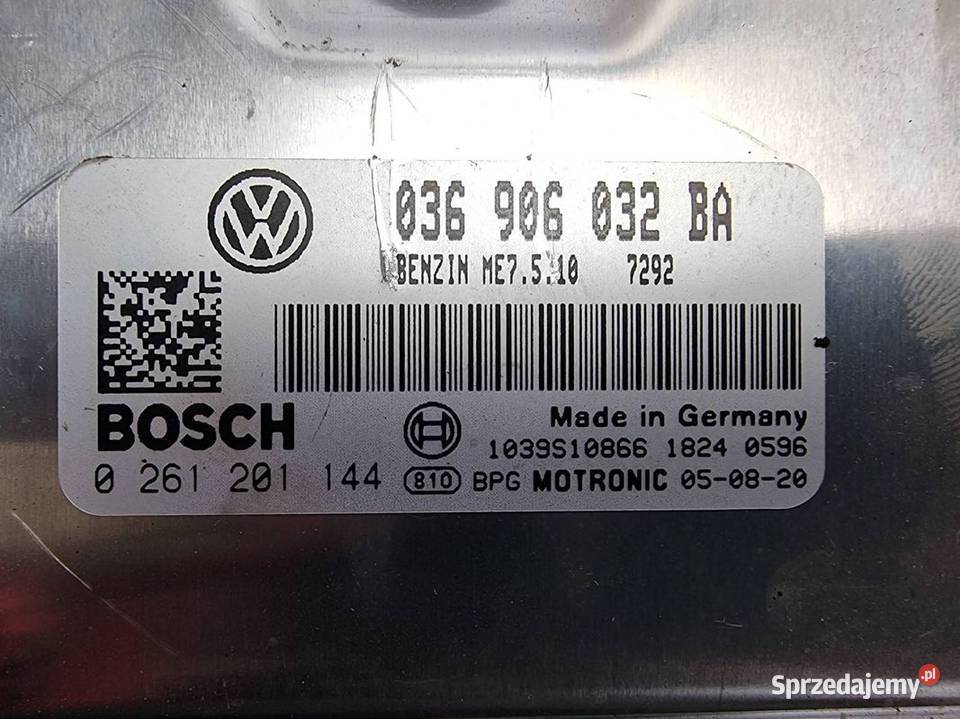 036 906 032 BA
BENZIN ME7.5.10 7292
BOSCH
Made in Germany
1039S10866 1824 0596
0 261 201 144 810 BPG MOTRONIC 05-08-20
Sprzedajemy.pl